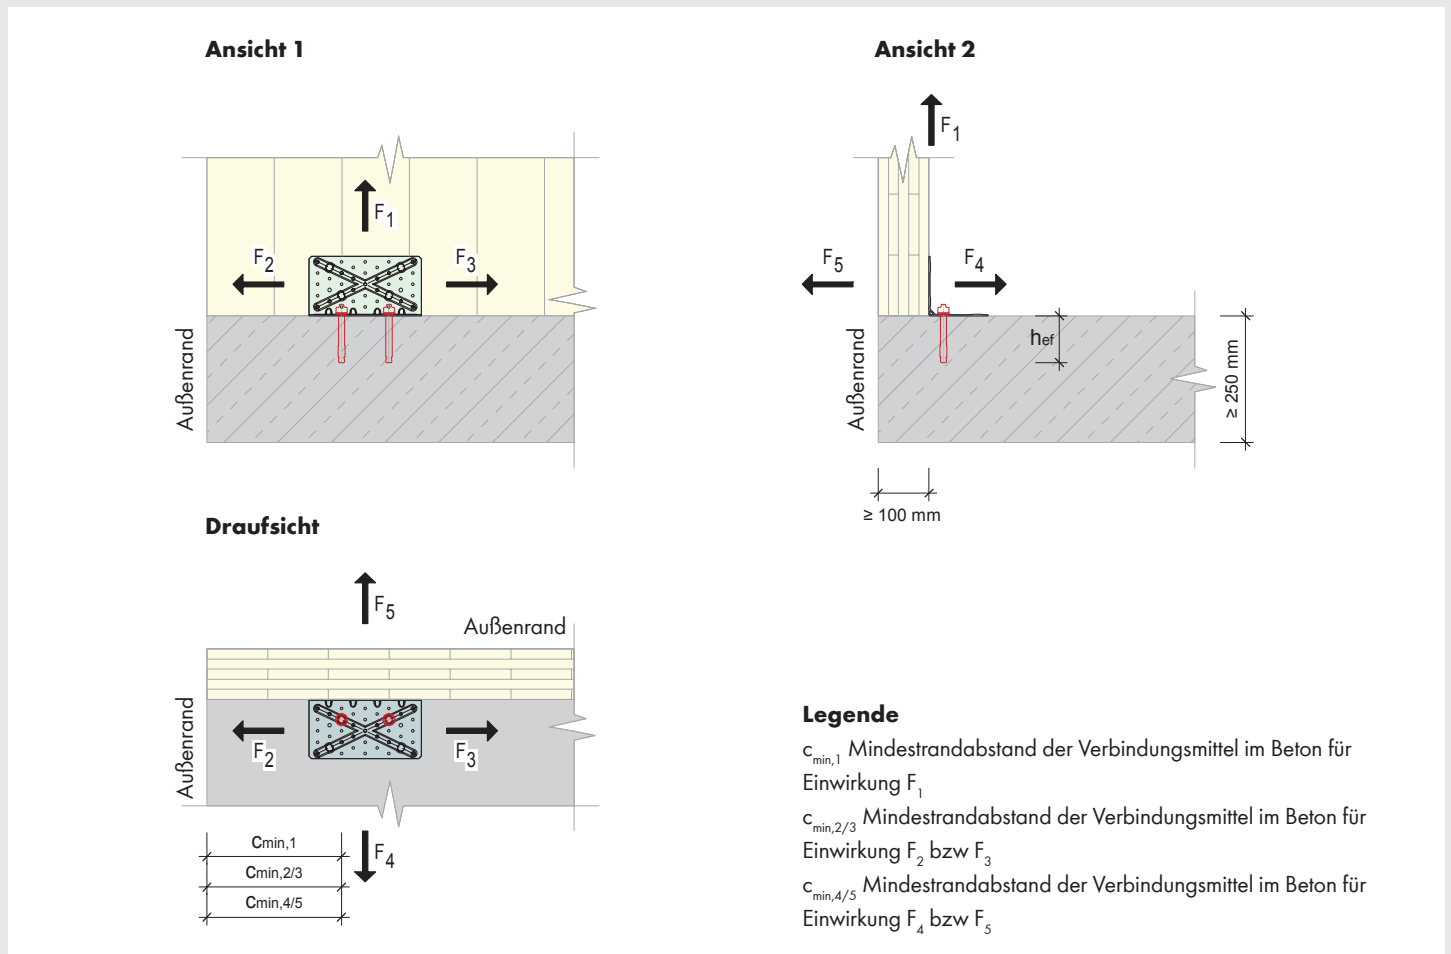 Ansicht 1
F1
F2
F3
Außenrand
Ansicht 2
F1
F5
F4
hef
Außenrand
≥ 250 mm
≥ 100 mm
Draufsicht
F5
Außenrand
Außenrand
F2
F3
F4
cmin,1
cmin,2/3
cmin,4/5
Legende
cmin,1 Mindestrandabstand der Verbindungsmittel im Beton für
Einwirkung F1
cmin,2/3 Mindestrandabstand der Verbindungsmittel im Beton für
Einwirkung F2 bzw F3
cmin,4/5 Mindestrandabstand der Verbindungsmittel im Beton für
Einwirkung F4 bzw F5